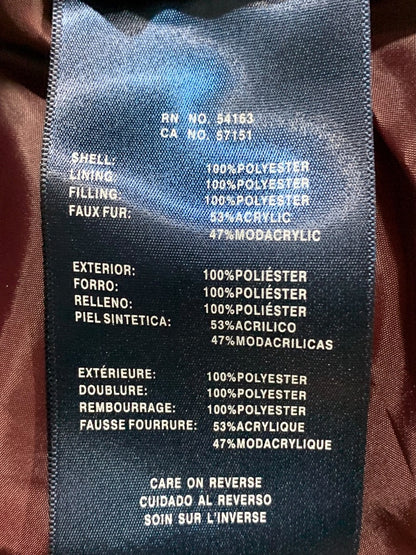 RN NO. 54163
CA NO. 57151
SHELL: 100%POLYESTER
LINING: 100%POLYESTER
FILLING: 100%POLYESTER
FAUX FUR: 53%ACRYLIC
47%MODACRYLIC
EXTERIOR: 100%POLIÉSTER
FORRO: 100%POLIÉSTER
RELLENO: 100%POLIÉSTER
PIEL SINTETICA: 53%ACRILICO
47%MODACRILICAS
EXTÉRIEURE: 100%POLYESTER
DOUBLURE: 100%POLYESTER
REMBOURRAGE: 100%POLYESTER
FAUSSE FOURRURE: 53%ACRYLIQUE
47%MODACRYLIQUE
CARE ON REVERSE
CUIDADO AL REVERSO
SOIN SUR L'INVERSE